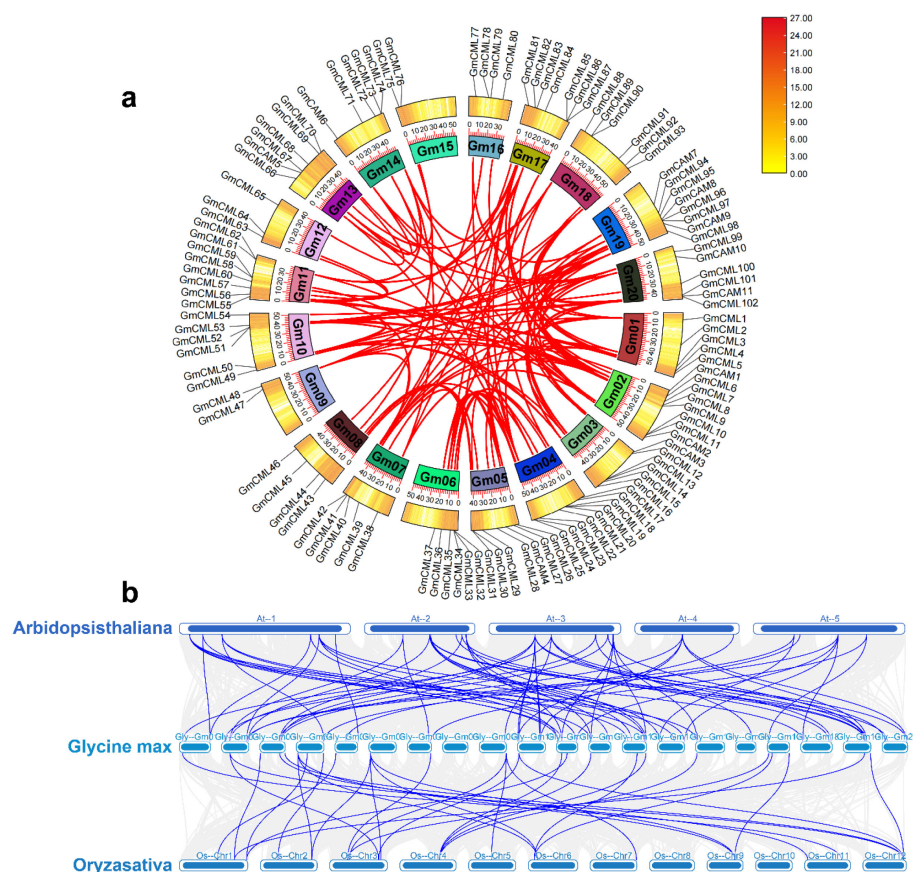 a
27.00
24.00
21.00
18.00
15.00
12.00
9.00
6.00
3.00
0.00
GmCML77
GmCML78
GmCML79
GmCML80
GmCML81
GmCML82
GmCML83
GmCML84
GmCML85
GmCML86
GmCML87
GmCML88
GmCML89
GmCML90
GmCML91
GmCML92
GmCML93
GmCAM7
GmCML94
GmCML95
GmCAM8
GmCML96
GmCML97
GmCAM9
GmCML98
GmCML99
GmCAM10
GmCML100
GmCML101
GmCAM11
GmCML102
GmCML1
GmCML2
GmCML3
GmCML4
GmCML5
GmCAM1
GmCML6
GmCML7
GmCML8
GmCML9
GmCML10
GmCML11
GmCAM2
GmCAM3
GmCML12
GmCML13
GmCML14
GmCML15
GmCML16
GmCML17
GmCML18
GmCML19
GmCML20
GmCML21
GmCML22
GmCML23
GmCML24
GmCML25
GmCML26
GmCML27
GmCAM4
GmCML28
GmCML29
GmCML30
GmCML31
GmCML32
GmCML33
GmCML34
GmCML35
GmCML36
GmCML37
GmCML38
GmCML39
GmCML40
GmCML41
GmCML42
GmCML43
GmCML44
GmCML45
GmCML46
GmCML47
GmCML48
GmCML49
GmCML50
GmCML51
GmCML52
GmCML53
GmCML54
GmCML55
GmCML56
GmCML57
GmCML60
GmCML58
GmCML59
GmCML61
GmCML62
GmCML63
GmCML64
GmCML65
GmCML66
GmCAM5
GmCML67
GmCML68
GmCML69
GmCML70
GmCAM6
GmCML71
GmCML72
GmCML73
GmCML74
GmCML75
GmCML76
Gm01
Gm02
Gm03
Gm04
Gm05
Gm06
Gm07
Gm08
Gm09
Gm10
Gm11
Gm12
Gm13
Gm14
Gm15
Gm16
Gm17
Gm18
Gm19
Gm20
b
Arbidopsisthaliana
At--1 At--2 At--3 At--4 At--5
Glycine max
Oryzasativa
Os--Chr1 Os--Chr2 Os--Chr3 Os--Chr4 Os--Chr5 Os--Chr6 Os--Chr7 Os--Chr8 Os--Chr9 Os--Chr10 Os--Chr11 Os--Chr12